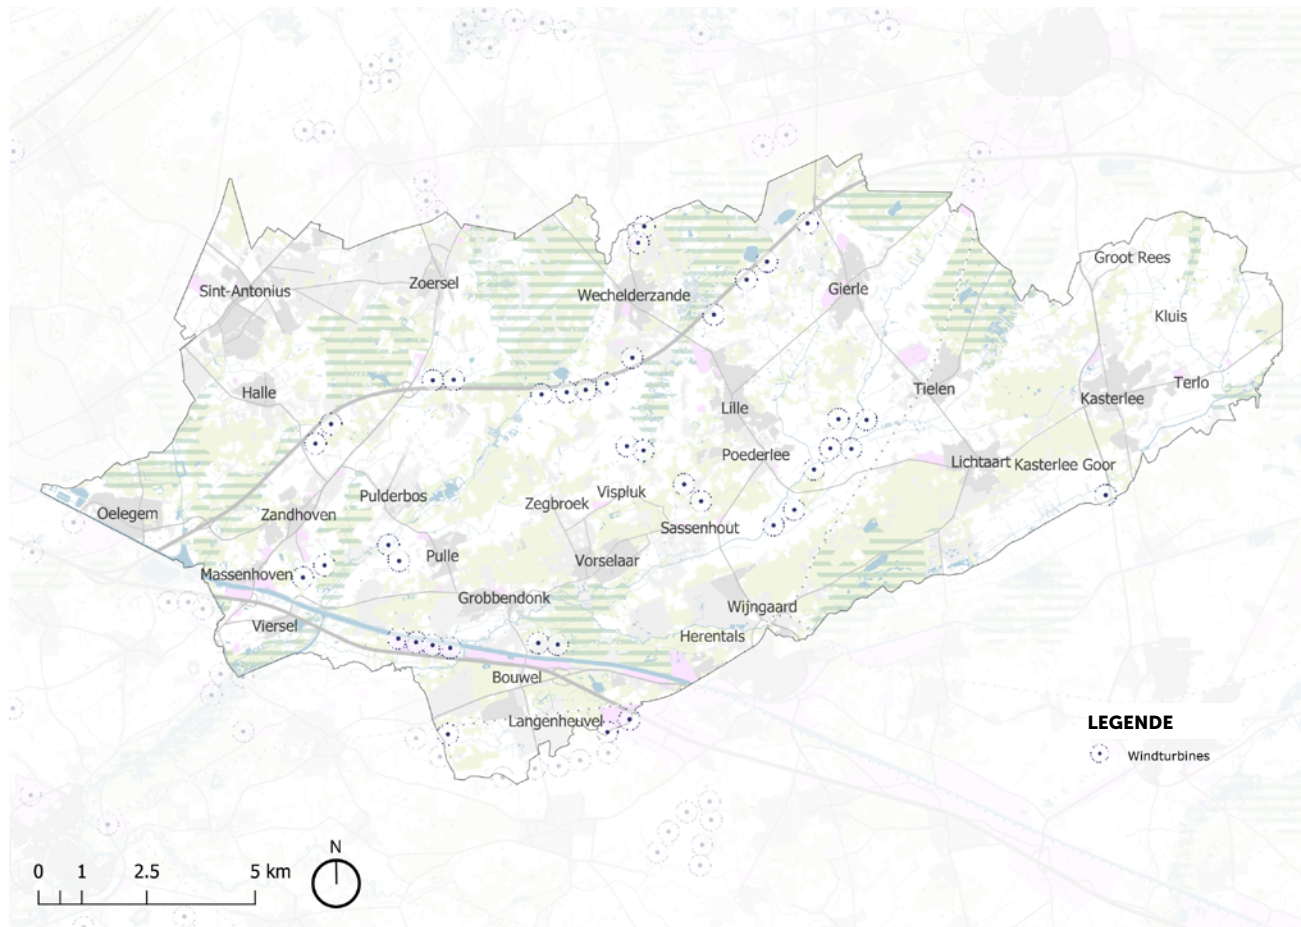 Groot Rees
Zoersel
Sint-Antonius
Wechelderzande
Gierle
Kluis
Halle
Tielen
Terlo
Kasterlee
Lille
Poederlee
Lichtaart
Kasterlee Goor
Pulderbos
Vispluk
Zegbroek
Oelegem
Zandhoven
Sassenhout
Pulle
Vorselaar
Massenhoven
Grobbendonk
Wijngaard
Viersel
Herentals
Bouwel
Langenheuvel
LEGENDE
Windturbines
N
0 1 2.5 5 km